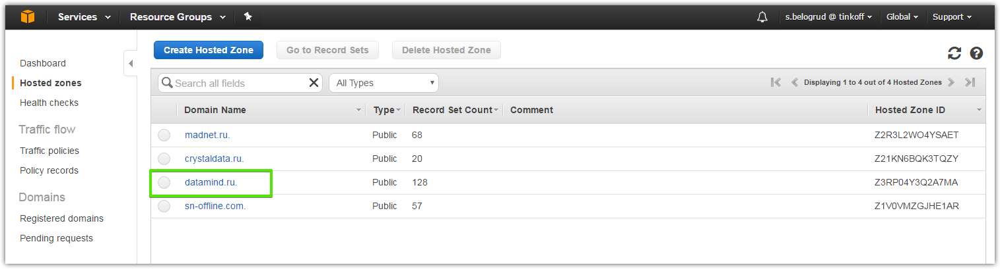 Services Resource Groups s.belogrud @ tinkoff Global Support
Create Hosted Zone Go to Record Sets Delete Hosted Zone
Dashboard
Hosted zones
Health checks
Traffic flow
Traffic policies
Policy records
Domains
Registered domains
Pending requests
Search all fields All Types Displaying 1 to 4 out of 4 Hosted Zones
Domain Name Type Record Set Count Comment Hosted Zone ID
madnet.ru. Public 68 Z2R3L2WO4YSAET
crystaldata.ru. Public 20 Z21KN6BQK3TQZY
datamind.ru. Public 128 Z3RP04Y3Q2A7MA
sn-offline.com. Public 57 Z1V0VMZGJHE1AR